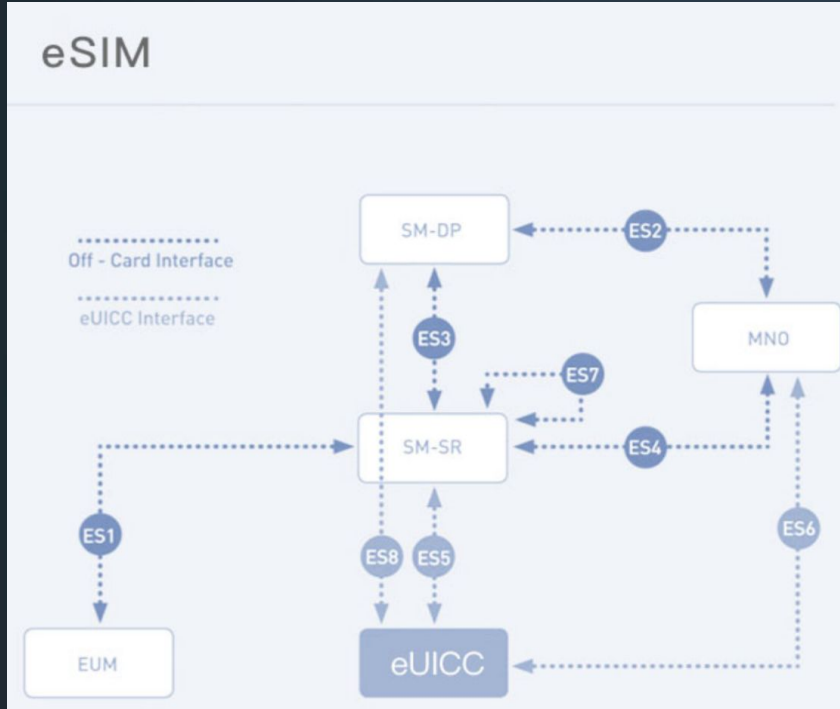 eSIM
SM-DP
ES2
Off - Card Interface
eUICC Interface
ES3
MNO
ES7
SM-SR
ES4
ES1
ES8
ES5
ES6
EUM
eUICC